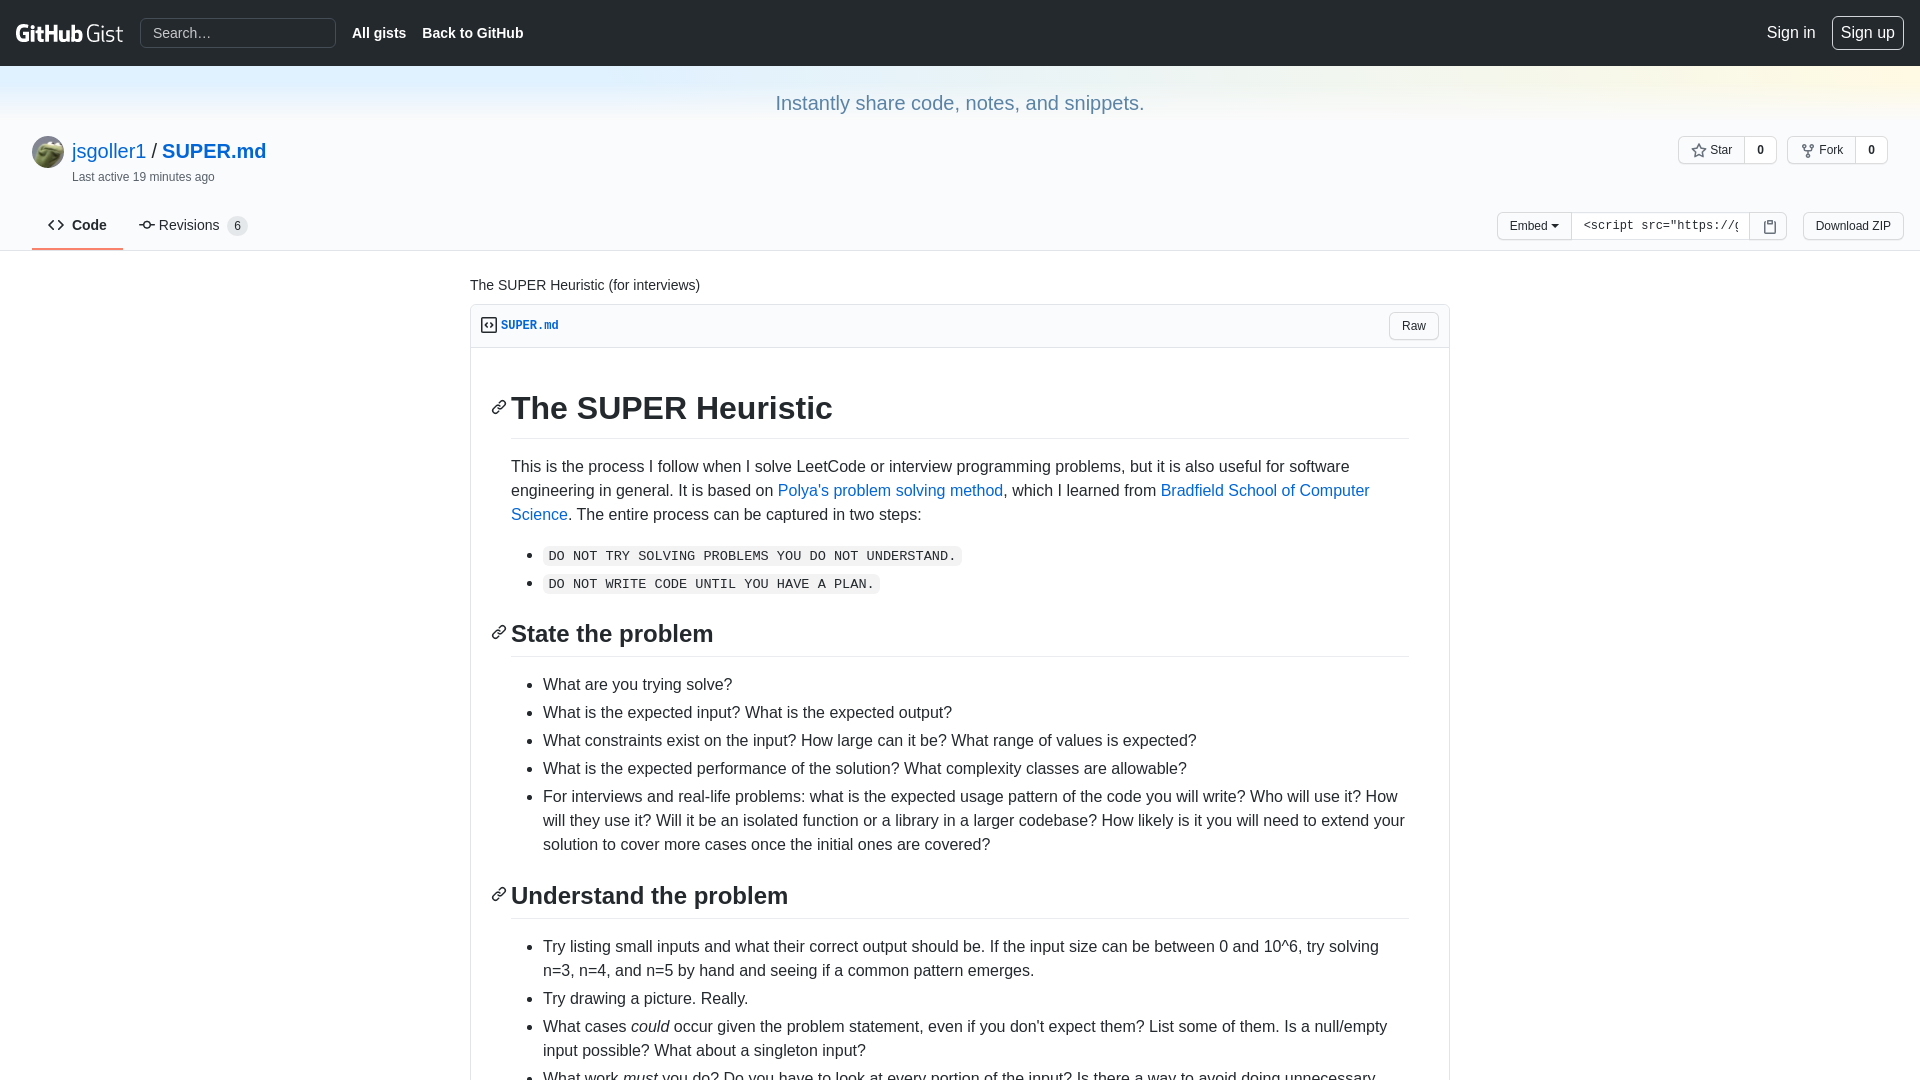 GitHub Gist Search… All gists Back to GitHub Sign in Sign up
Instantly share code, notes, and snippets.
jsgoller1 / SUPER.md
Star 0 Fork 0
Last active 19 minutes ago
Code Revisions 6
Embed <script src="https://g Download ZIP
The SUPER Heuristic (for interviews)
SUPER.md Raw
The SUPER Heuristic
This is the process I follow when I solve LeetCode or interview programming problems, but it is also useful for software
engineering in general. It is based on Polya's problem solving method, which I learned from Bradfield School of Computer
Science. The entire process can be captured in two steps:
DO NOT TRY SOLVING PROBLEMS YOU DO NOT UNDERSTAND.
DO NOT WRITE CODE UNTIL YOU HAVE A PLAN.
State the problem
What are you trying solve?
What is the expected input? What is the expected output?
What constraints exist on the input? How large can it be? What range of values is expected?
What is the expected performance of the solution? What complexity classes are allowable?
For interviews and real-life problems: what is the expected usage pattern of the code you will write? Who will use it? How
will they use it? Will it be an isolated function or a library in a larger codebase? How likely is it you will need to extend your
solution to cover more cases once the initial ones are covered?
Understand the problem
Try listing small inputs and what their correct output should be. If the input size can be between 0 and 10^6, try solving
n=3, n=4, and n=5 by hand and seeing if a common pattern emerges.
Try drawing a picture. Really.
What cases could occur given the problem statement, even if you don't expect them? List some of them. Is a null/empty
input possible? What about a singleton input?
What work must you do? Do you have to look at every portion of the input? Is there a way to avoid doing unnecessary